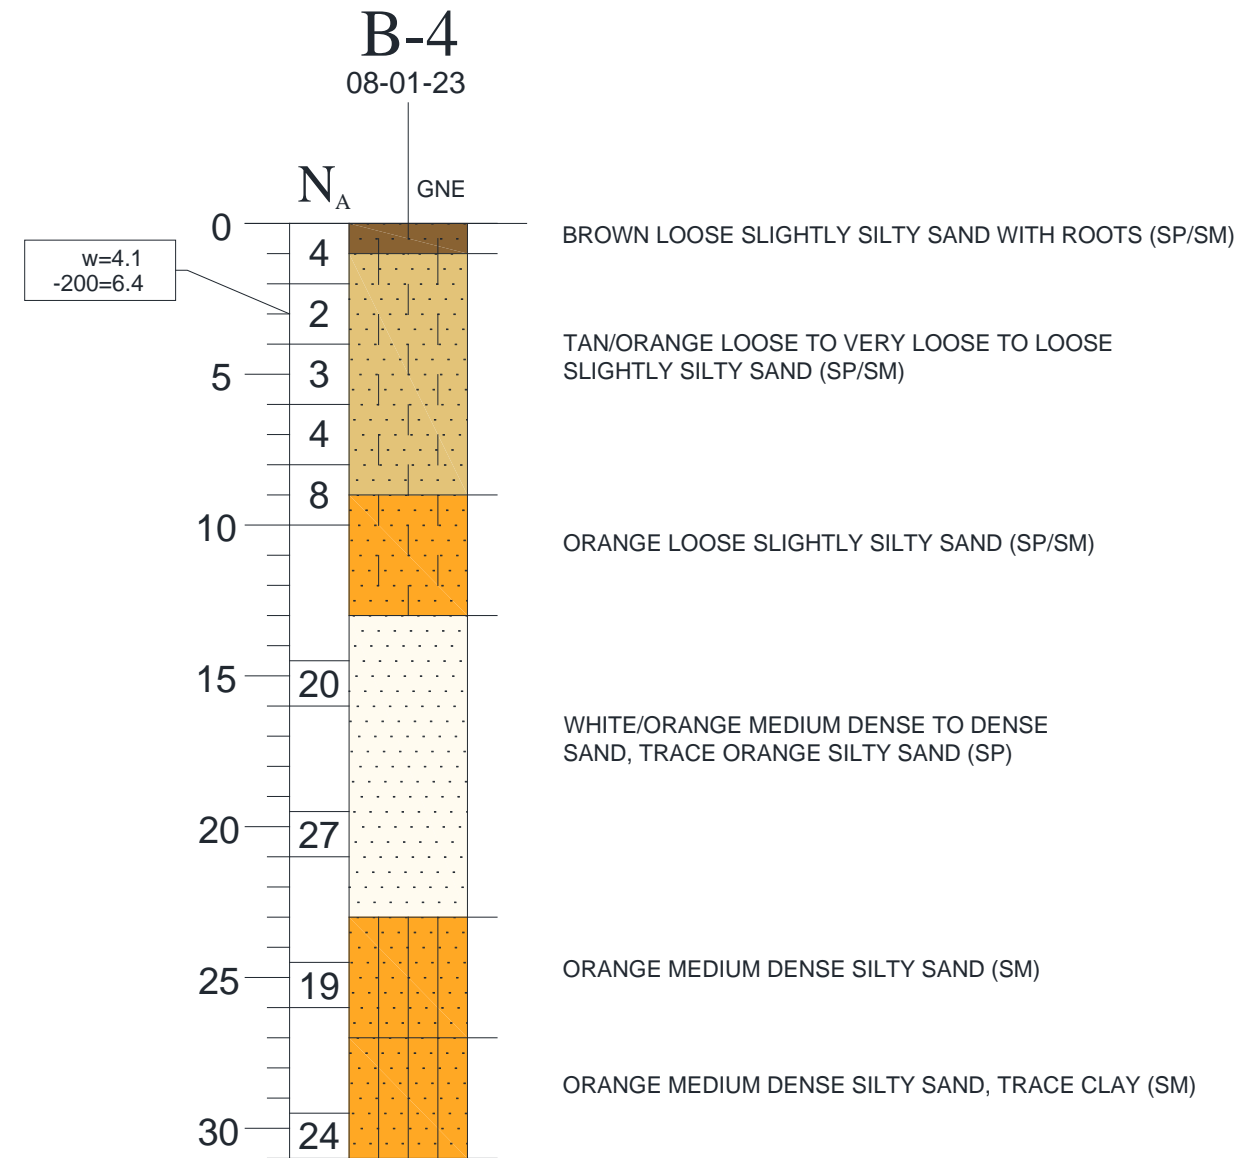 B-4
08-01-23
NA
GNE
0
4
BROWN LOOSE SLIGHTLY SILTY SAND WITH ROOTS (SP/SM)
w=4.1
-200=6.4
2
TAN/ORANGE LOOSE TO VERY LOOSE TO LOOSE
SLIGHTLY SILTY SAND (SP/SM)
5
3
4
8
10
ORANGE LOOSE SLIGHTLY SILTY SAND (SP/SM)
15
20
WHITE/ORANGE MEDIUM DENSE TO DENSE
SAND, TRACE ORANGE SILTY SAND (SP)
20
27
ORANGE MEDIUM DENSE SILTY SAND (SM)
25
19
ORANGE MEDIUM DENSE SILTY SAND, TRACE CLAY (SM)
30
24